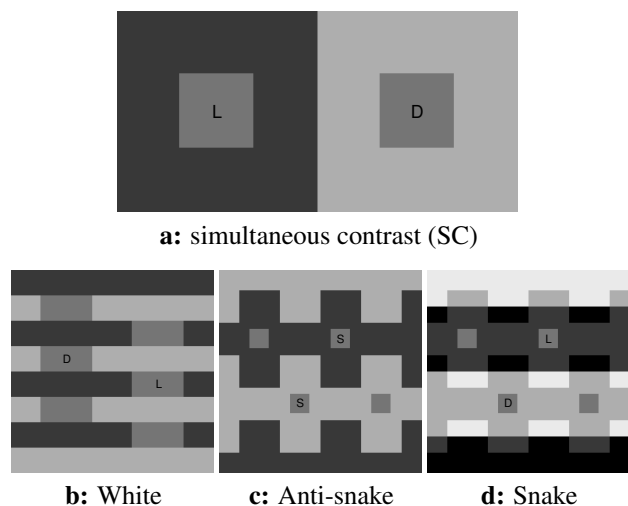 L D
a: simultaneous contrast (SC)
D
L
b: White
S
S
c: Anti-snake
L
D
d: Snake